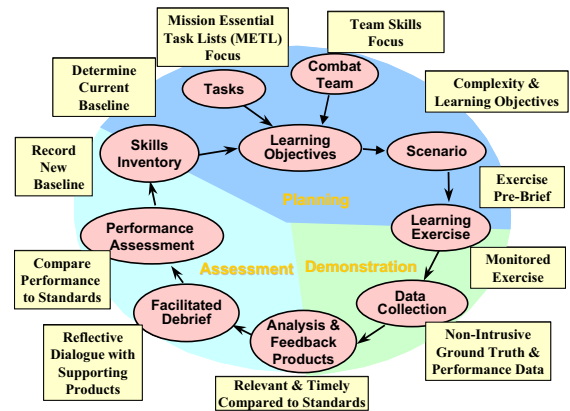 Mission Essential
Task Lists (METL)
Focus
Team Skills
Focus
Determine
Current
Baseline
Tasks
Combat
Team
Complexity &
Learning Objectives
Record
New
Baseline
Skills
Inventory
Learning
Objectives
Scenario
Planning
Exercise
Pre-Brief
Performance
Assessment
Learning
Exercise
Compare
Performance
to Standards
Assessment
Demonstration
Monitored
Exercise
Facilitated
Debrief
Data
Collection
Reflective
Dialogue with
Supporting
Products
Analysis &
Feedback
Products
Non-Intrusive
Ground Truth &
Performance Data
Relevant & Timely
Compared to Standards